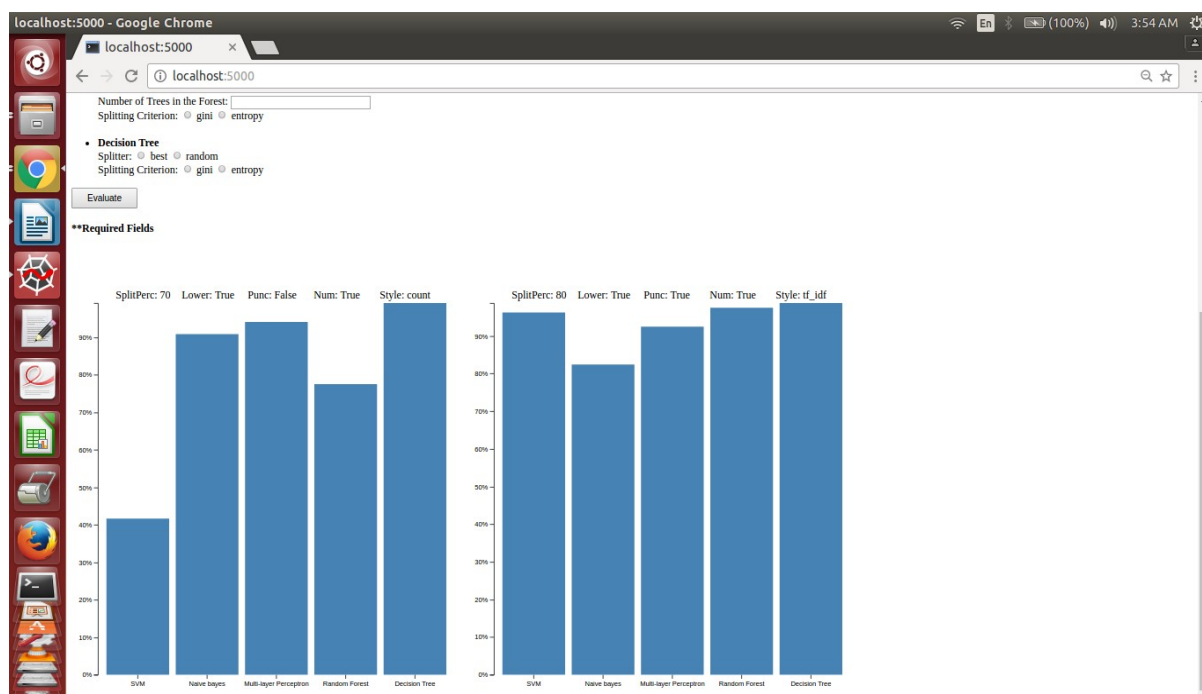 localhost:5000 - Google Chrome
En (100%) 3:54 AM
localhost:5000 ×
localhost:5000
Number of Trees in the Forest:
Splitting Criterion: gini entropy
• Decision Tree
Splitter: best random
Splitting Criterion: gini entropy
Evaluate
**Required Fields
SplitPerc: 70 Lower: True Punc: False Num: True Style: count
90%
80%
70%
60%
50%
40%
30%
20%
10%
0%
SVM Naive bayes Multi-layer Perceptron Random Forest Decision Tree
SplitPerc: 80 Lower: True Punc: True Num: True Style: tf_idf
90%
80%
70%
60%
50%
40%
30%
20%
10%
0%
SVM Naive bayes Multi-layer Perceptron Random Forest Decision Tree